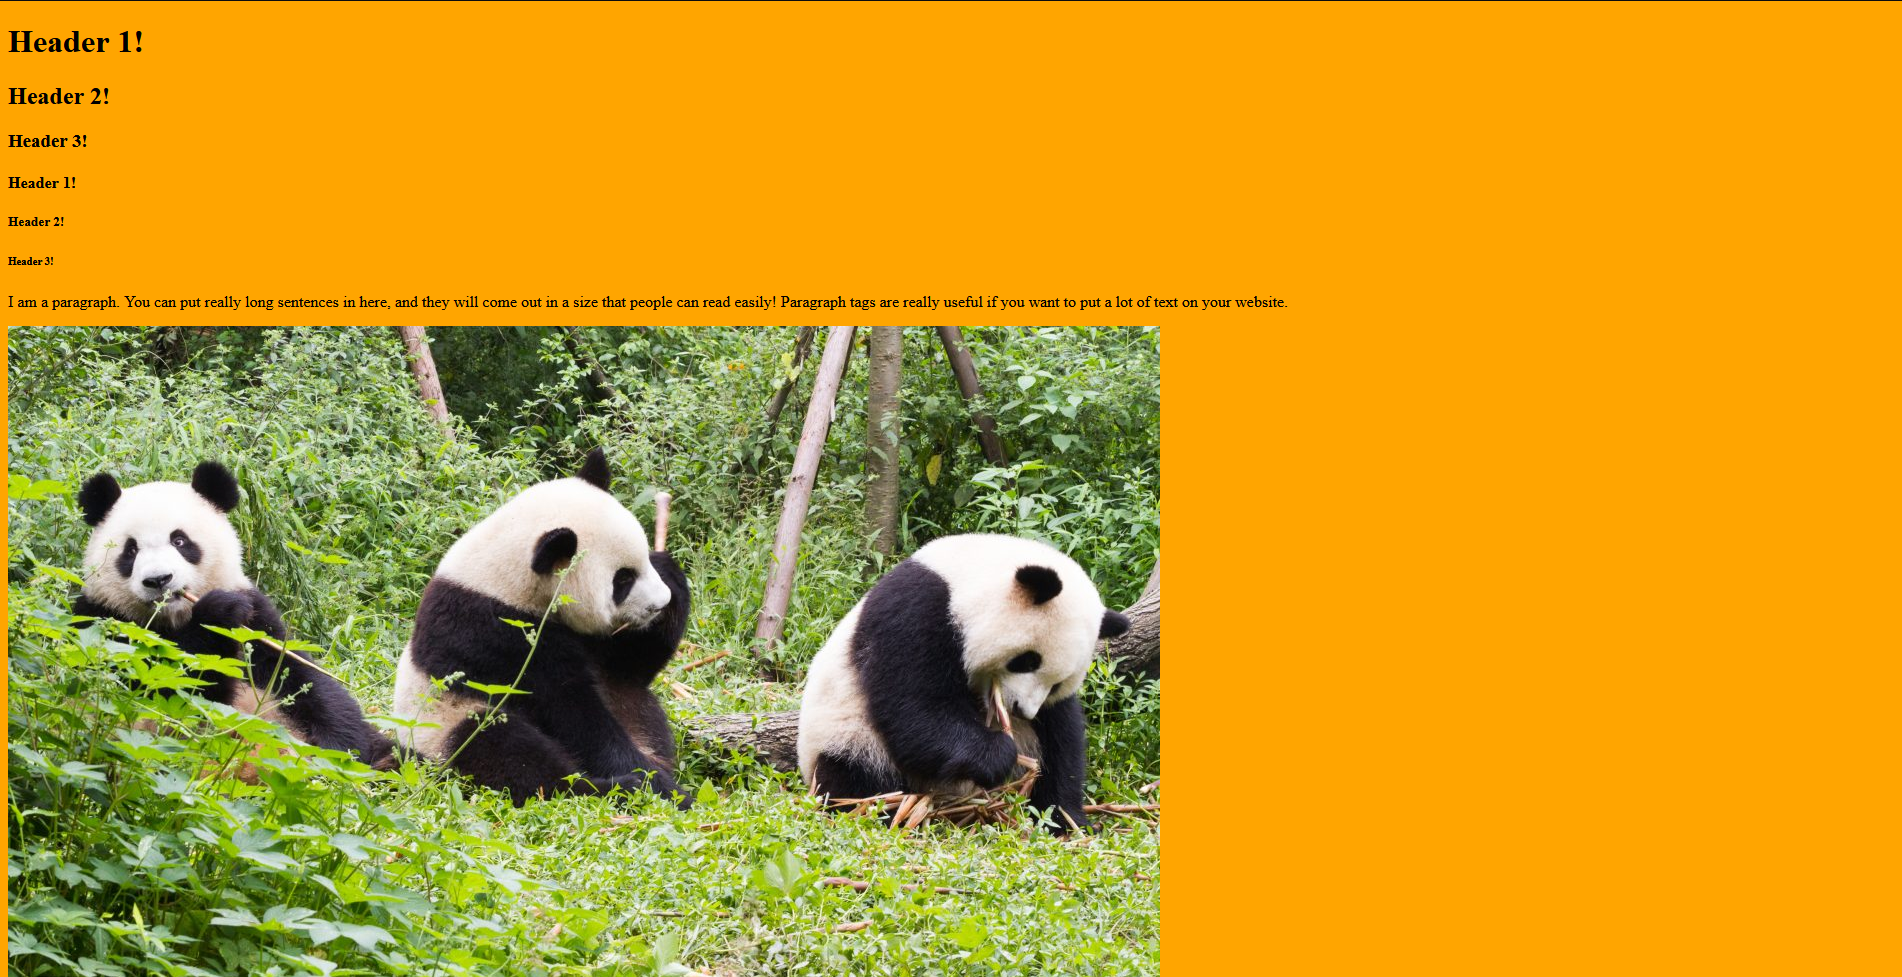 Header 1!
Header 2!
Header 3!
Header 1!
Header 2!
Header 3!
I am a paragraph. You can put really long sentences in here, and they will come out in a size that people can read easily! Paragraph tags are really useful if you want to put a lot of text on your website.